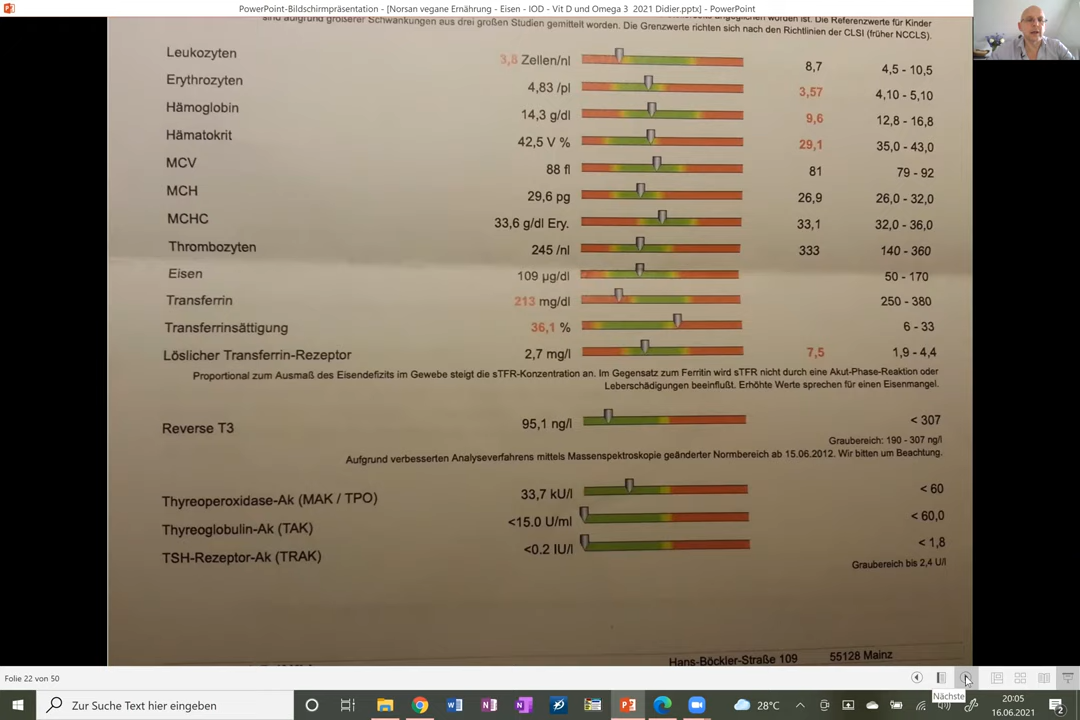 PowerPoint-Bildschirmpräsentation - [Norsan vegane Ernährung - Eisen - IOD - Vit D und Omega 3 2021 Didier.pptx] - PowerPoint
sind aufgrund größerer Schwankungen aus drei großen Studien gemittelt worden. Die Grenzwerte richten sich nach den Richtlinien der CLSI (früher NCCLS).
Leukozyten 3,8 Zellen/nl 8,7 4,5 - 10,5
Erythrozyten 4,83 /pl 3,57 4,10 - 5,10
Hämoglobin 14,3 g/dl 9,6 12,8 - 16,8
Hämatokrit 42,5 V % 29,1 35,0 - 43,0
MCV 88 fl 81 79 - 92
MCH 29,6 pg 26,9 26,0 - 32,0
MCHC 33,6 g/dl Ery. 33,1 32,0 - 36,0
Thrombozyten 245 /nl 333 140 - 360
Eisen 109 µg/dl 50 - 170
Transferrin 213 mg/dl 250 - 380
Transferrinsättigung 36,1 % 6 - 33
Löslicher Transferrin-Rezeptor 2,7 mg/l 7,5 1,9 - 4,4
Proportional zum Ausmaß des Eisendefizits im Gewebe steigt die sTFR-Konzentration an. Im Gegensatz zum Ferritin wird sTFR nicht durch eine Akut-Phase-Reaktion oder
Leberschädigungen beeinflußt. Erhöhte Werte sprechen für einen Eisenmangel.
Reverse T3 95,1 ng/l < 307
Graubereich: 190 - 307 ng/l
Aufgrund verbesserten Analyseverfahrens mittels Massenspektroskopie geänderter Normbereich ab 15.06.2012. Wir bitten um Beachtung.
Thyreoperoxidase-Ak (MAK / TPO) 33,7 kU/l < 60
Thyreoglobulin-Ak (TAK) <15.0 U/ml < 60,0
TSH-Rezeptor-Ak (TRAK) <0.2 IU/l < 1,8
Graubereich bis 2,4 U/l
Hans-Böckler-Straße 109 55128 Mainz
Folie 22 von 50
Nächste
Zur Suche Text hier eingeben
28°C
20:05
16.06.2021
2